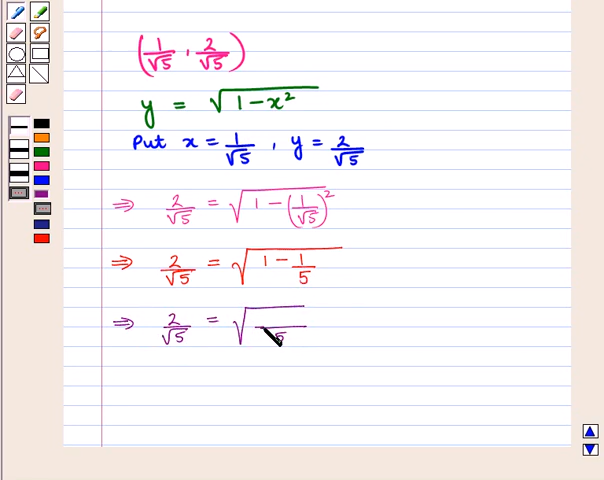 (1/√5 , 2/√5)
y = √(1 − x²)
Put x = 1/√5 , y = 2/√5
⇒ 2/√5 = √(1 − (1/√5)²)
⇒ 2/√5 = √(1 − 1/5)
⇒ 2/√5 = √( /5)